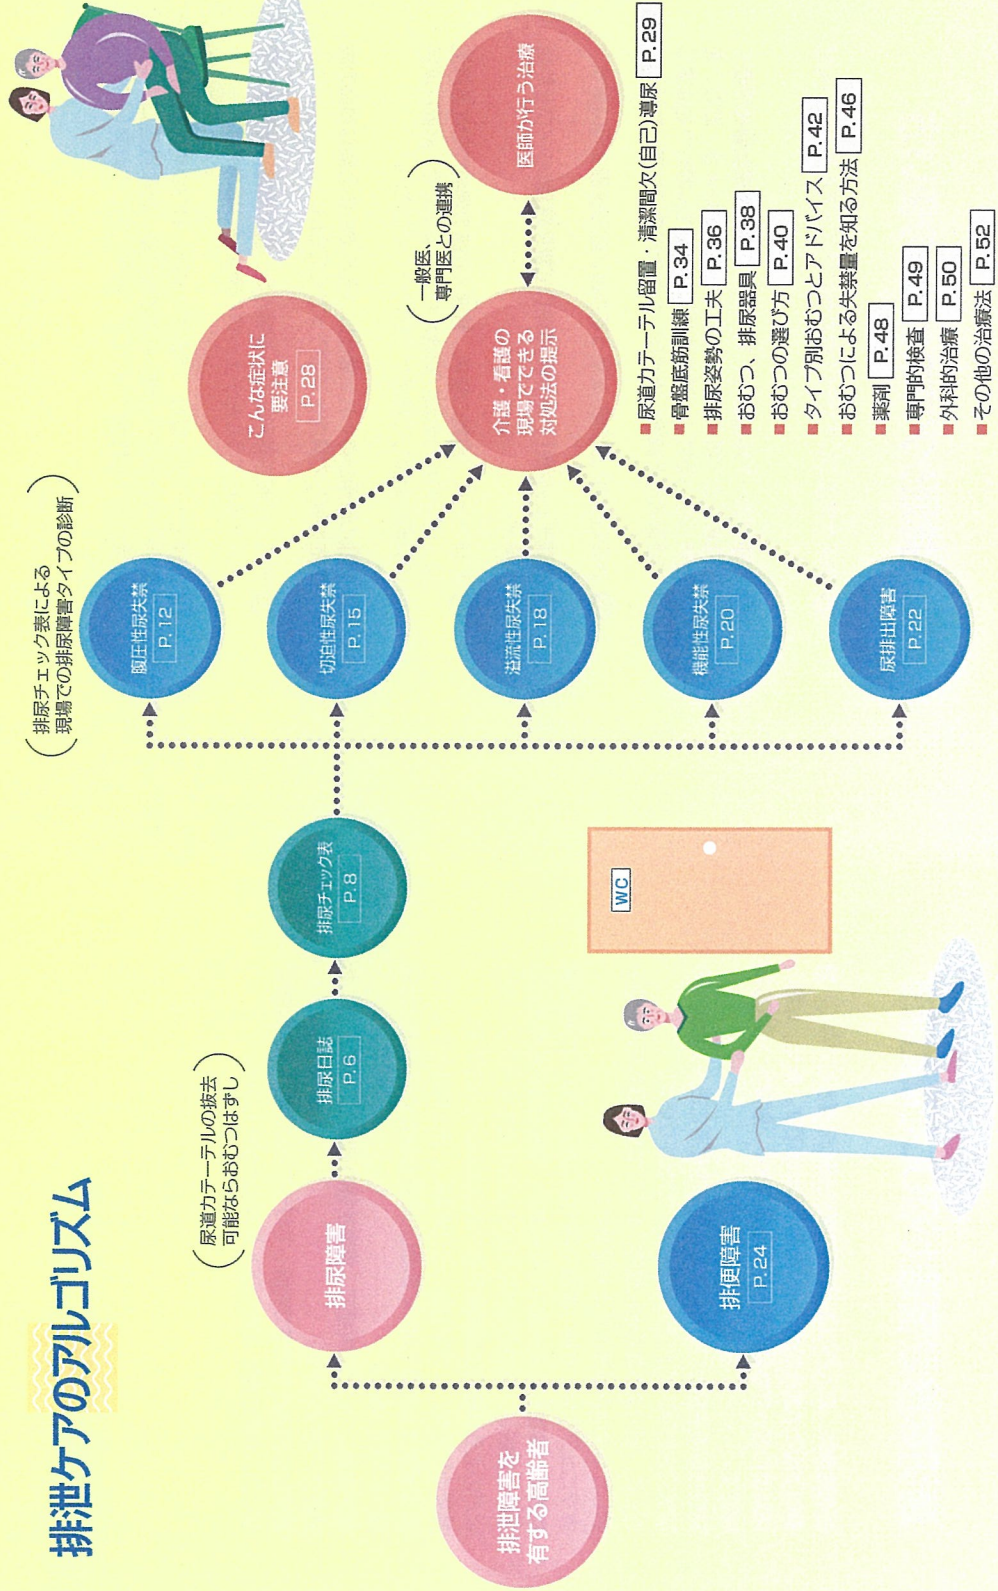 排泄ケアのアルゴリズム
排泄障害を
有する高齢者
(尿道カテーテルの抜去
可能ならおむつはずし)
排尿障害
排便障害
P.24
排尿日誌
P.6
排尿チェック表
P.8
WC
(排尿チェック表による
現場での排尿障害タイプの診断)
腹圧性尿失禁
P.12
切迫性尿失禁
P.15
溢流性尿失禁
P.18
機能性尿失禁
P.20
尿排出障害
P.22
こんな症状に
要注意
P.28
介護・看護の
現場でできる
対処法の提示
(一般医、
専門医との連携)
医師が行う治療
■尿道カテーテル留置・清潔間欠(自己)導尿 P.29
■骨盤底筋訓練 P.34
■排尿姿勢の工夫 P.36
■おむつ、排尿器具 P.38
■おむつの選び方 P.40
■タイプ別おむつとアドバイス P.42
■おむつによる失禁量を知る方法 P.46
■薬剤 P.48
■専門的検査 P.49
■外科的治療 P.50
■その他の治療法 P.52